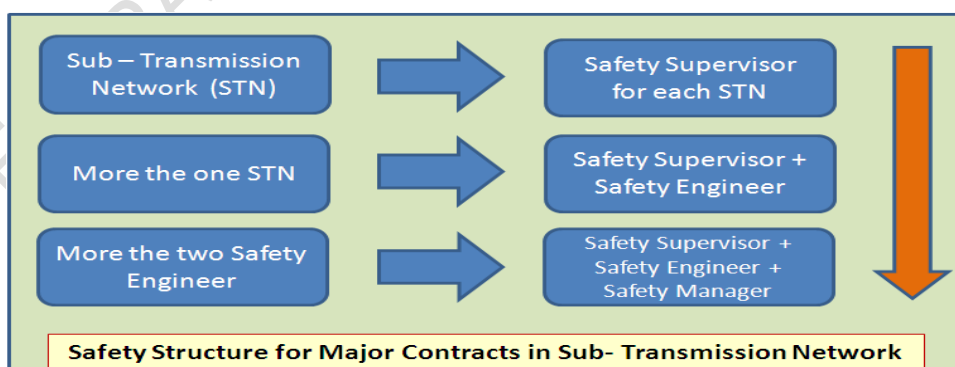 Sub – Transmission
Network (STN)
Safety Supervisor
for each STN
More the one STN
Safety Supervisor +
Safety Engineer
More the two Safety
Engineer
Safety Supervisor +
Safety Engineer +
Safety Manager
Safety Structure for Major Contracts in Sub- Transmission Network